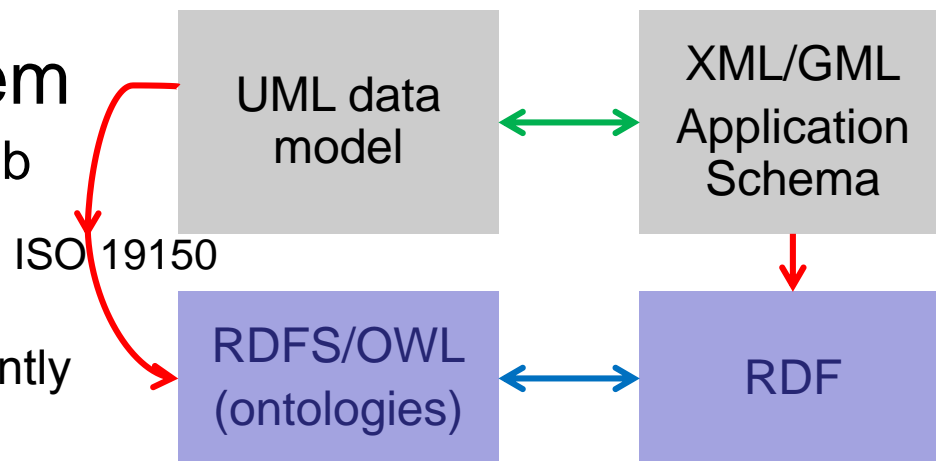 em
b
ISO 19150
ntly
UML data
model
XML/GML
Application
Schema
RDFS/OWL
(ontologies)
RDF